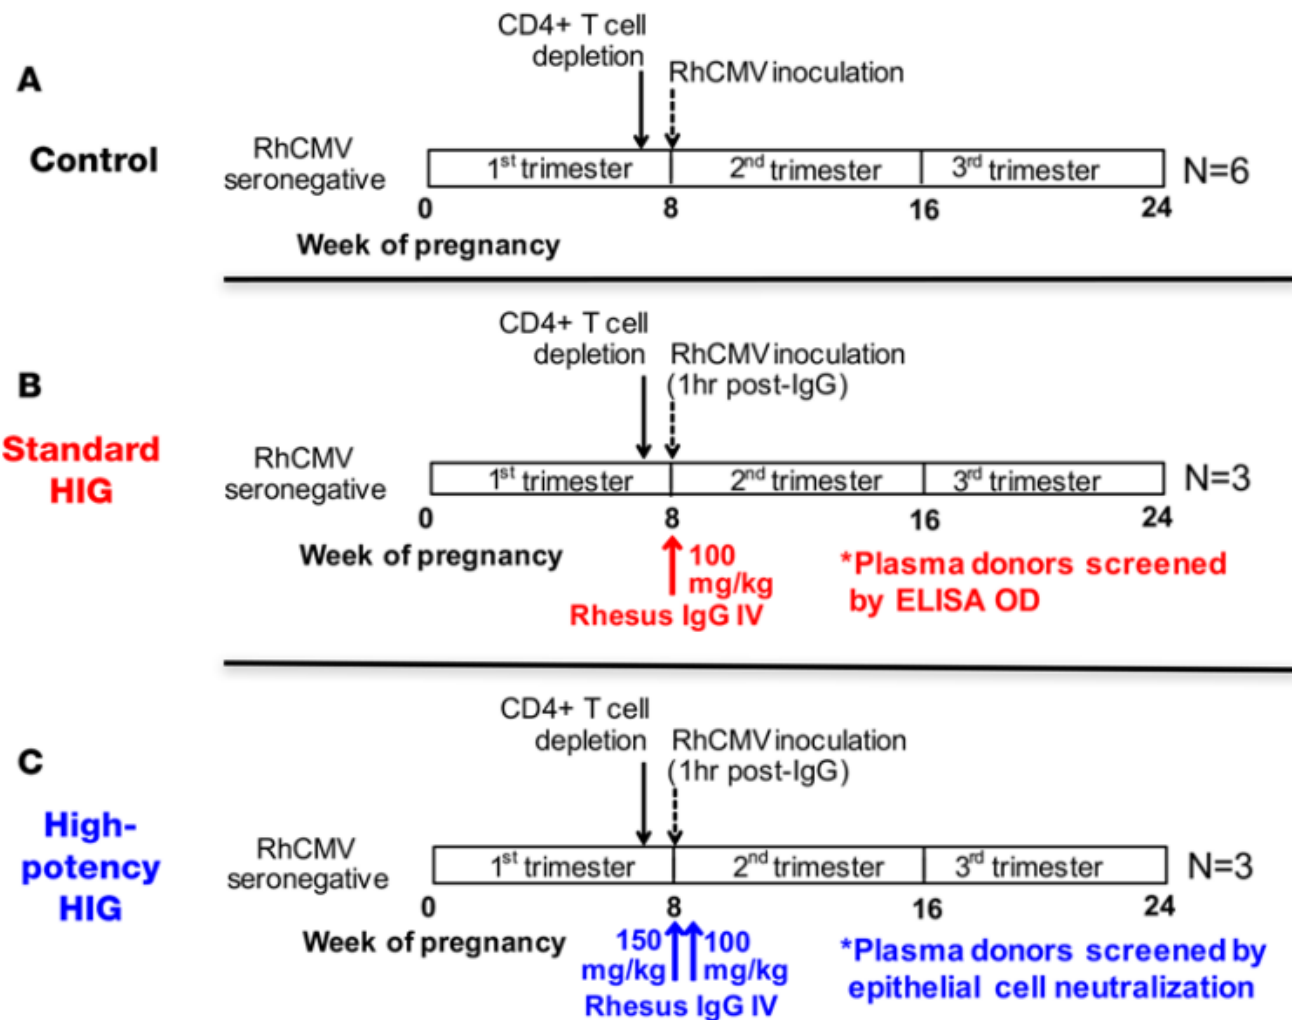 A
Control
CD4+ T cell
depletion
RhCMV inoculation
RhCMV
seronegative
1st trimester
2nd trimester
3rd trimester
N=6
0
8
16
24
Week of pregnancy
B
Standard
HIG
CD4+ T cell
depletion
RhCMV inoculation
(1hr post-IgG)
RhCMV
seronegative
1st trimester
2nd trimester
3rd trimester
N=3
0
8
16
24
Week of pregnancy
100
mg/kg
Rhesus IgG IV
*Plasma donors screened
by ELISA OD
C
High-
potency
HIG
CD4+ T cell
depletion
RhCMV inoculation
(1hr post-IgG)
RhCMV
seronegative
1st trimester
2nd trimester
3rd trimester
N=3
0
8
16
24
Week of pregnancy
150
mg/kg
100
mg/kg
Rhesus IgG IV
*Plasma donors screened by
epithelial cell neutralization